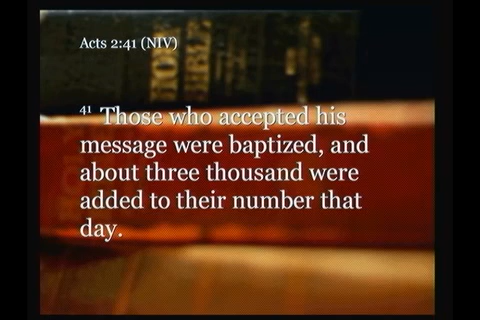 Acts 2:41 (NIV)
41 Those who accepted his
message were baptized, and
about three thousand were
added to their number that
day.